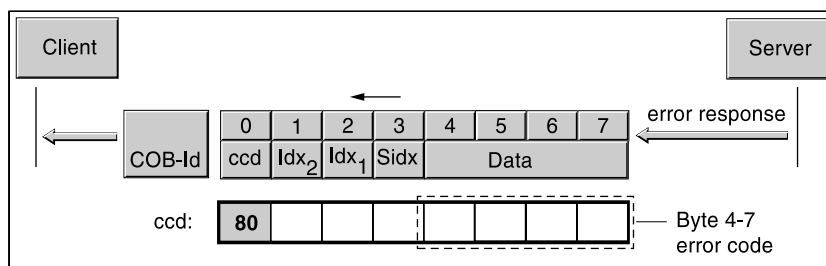 Client
Server
error response
COB-Id
0 1 2 3 4 5 6 7
ccd Idx2 Idx1 Sidx Data
ccd: 80
Byte 4-7
error code